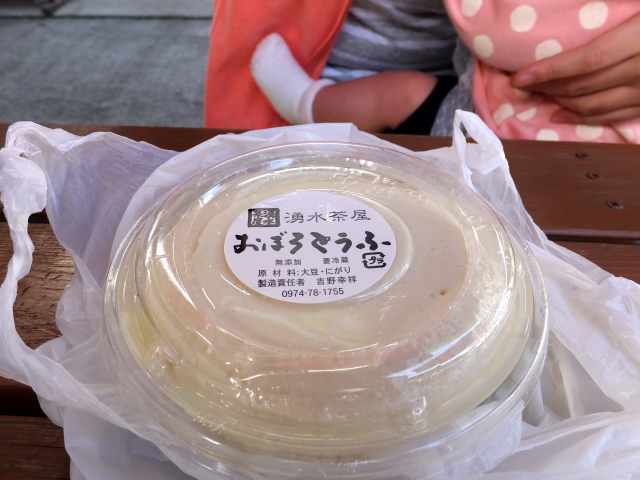 湧水茶屋
おぼろとうふ
無添加 要冷蔵
原材料:大豆・にがり
製造責任者 吉野幸祥
0974-78-1755